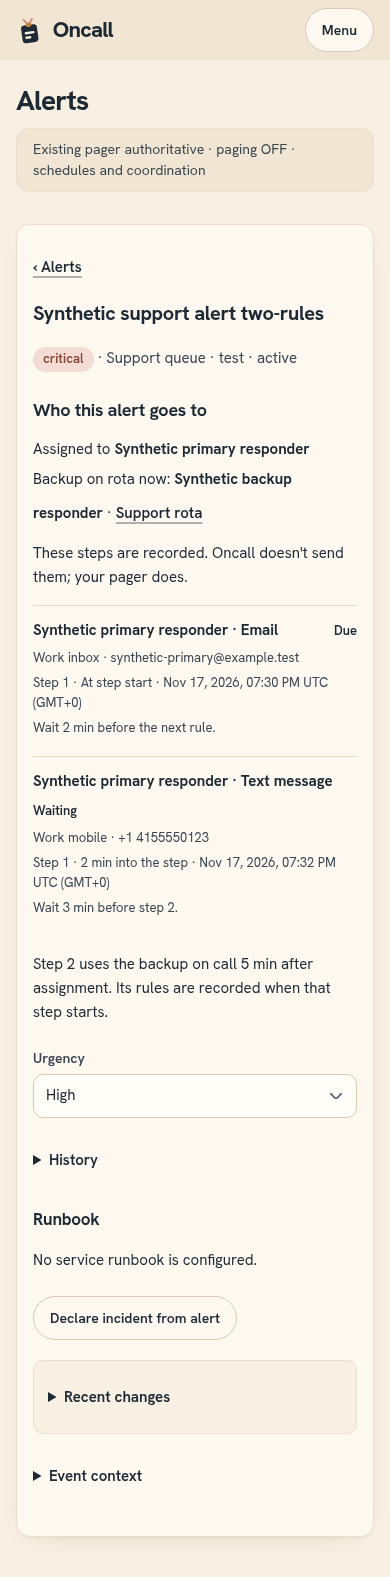 Oncall
Menu
Alerts
Existing pager authoritative · paging OFF ·
schedules and coordination
‹ Alerts
Synthetic support alert two-rules
critical · Support queue · test · active
Who this alert goes to
Assigned to Synthetic primary responder
Backup on rota now: Synthetic backup
responder · Support rota
These steps are recorded. Oncall doesn't send
them; your pager does.
Synthetic primary responder · Email Due
Work inbox · synthetic-primary@example.test
Step 1 · At step start · Nov 17, 2026, 07:30 PM UTC
(GMT+0)
Wait 2 min before the next rule.
Synthetic primary responder · Text message
Waiting
Work mobile · +1 4155550123
Step 1 · 2 min into the step · Nov 17, 2026, 07:32 PM
UTC (GMT+0)
Wait 3 min before step 2.
Step 2 uses the backup on call 5 min after
assignment. Its rules are recorded when that
step starts.
Urgency
High
History
Runbook
No service runbook is configured.
Declare incident from alert
Recent changes
Event context